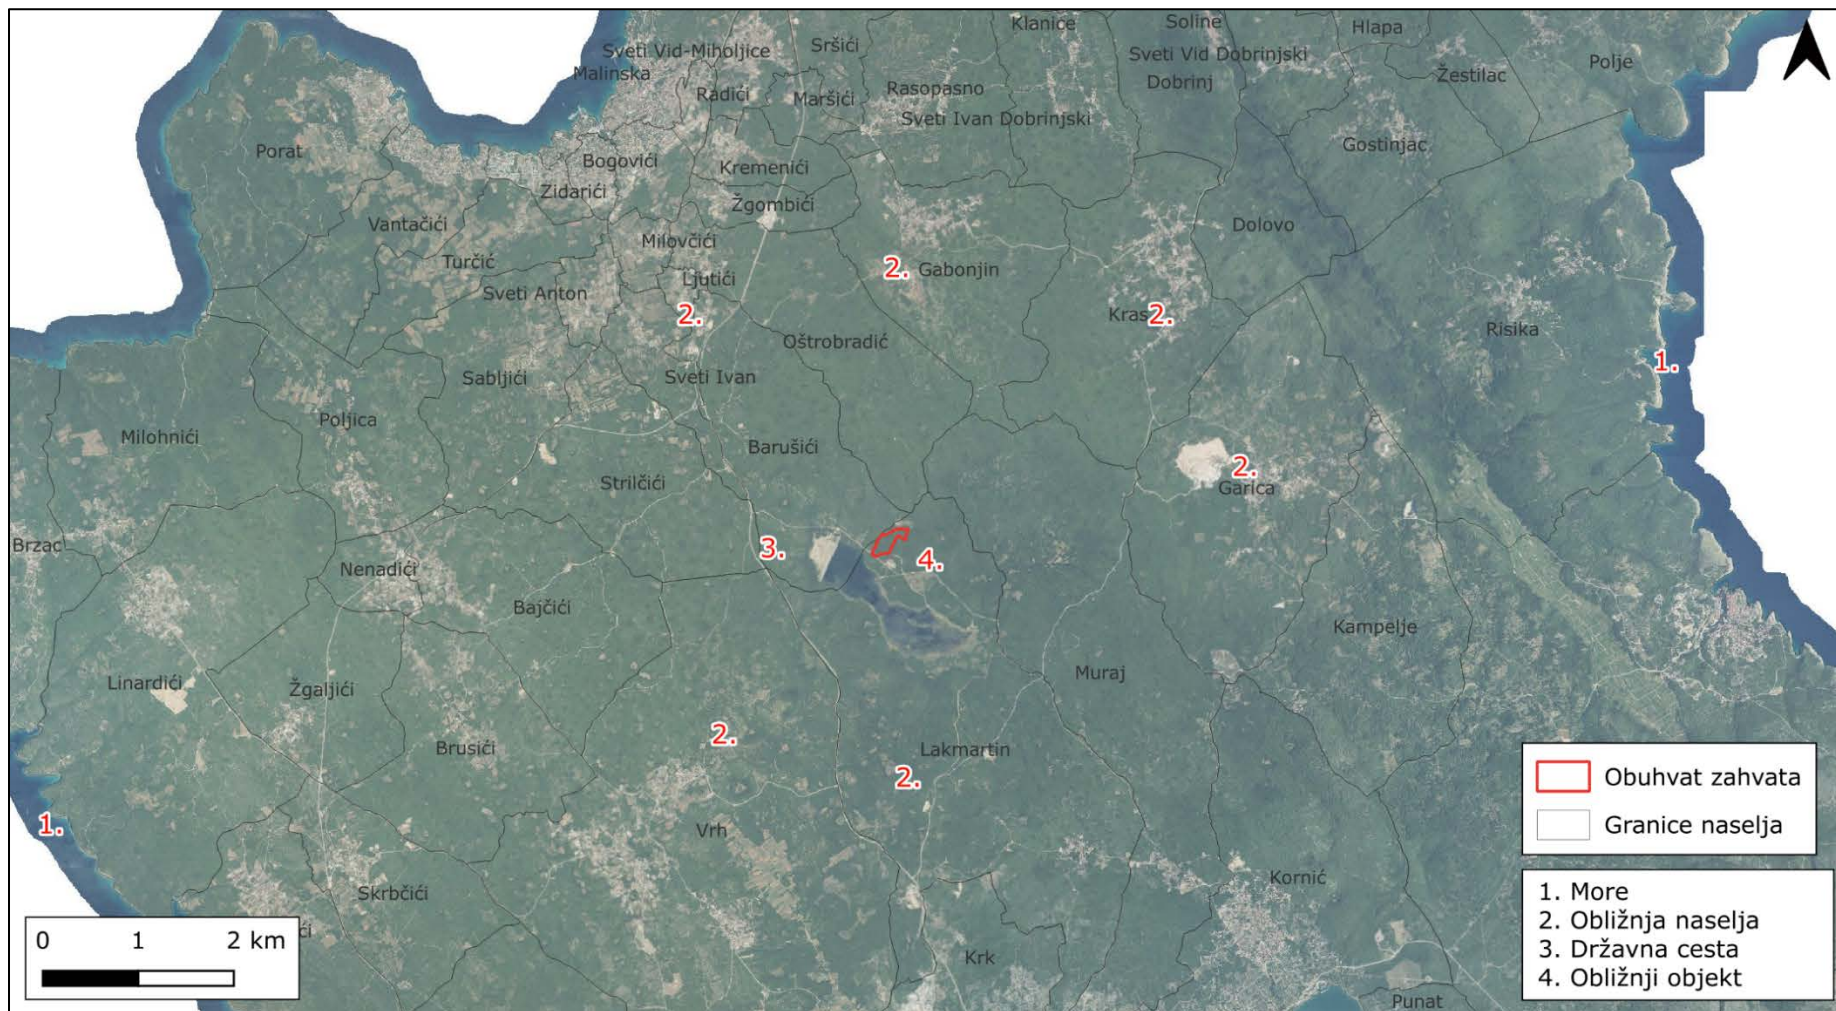 Klanice
Soline
Hlapa
Sršići
Sveti Vid-Miholjice
Sveti Vid Dobrinjski
Polje
Malinska
Žestilac
Dobrinj
Radići
Maršići
Rasopasno
Sveti Ivan Dobrinjski
Gostinjac
Porat
Bogovići
Kremenići
Zidarići
Žgombići
Vantačići
Dolovo
Milovčići
Turčić
2. Gabonjin
Ljutići
Sveti Anton
2.
Kras 2.
Risika
Oštrobradić
1.
Sabljići
Sveti Ivan
Poljica
Milohnići
Barušići
2.
Strilčići
Garica
Brzac
3.
4.
Nenadići
Bajčići
Kampelje
Muraj
Linardići
Žgaljići
2.
Brusići
Lakmartin
2.
1.
Vrh
Kornić
Skrbčići
ći
Krk
Punat
0 1 2 km
Obuhvat zahvata
Granice naselja
1. More
2. Obližnja naselja
3. Državna cesta
4. Obližnji objekt